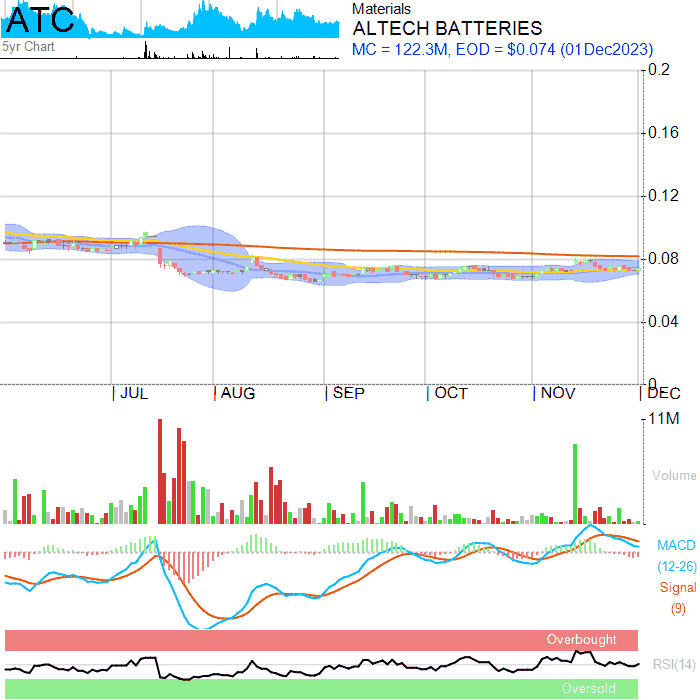 ATC
5yr Chart
Materials
ALTECH BATTERIES
MC = 122.3M, EOD = $0.074 (01Dec2023)
0.2
0.16
0.12
0.08
0.04
0
JUL AUG SEP OCT NOV DEC
11M
Volume
MACD
(12-26)
Signal
(9)
Overbought
RSI(14)
Oversold